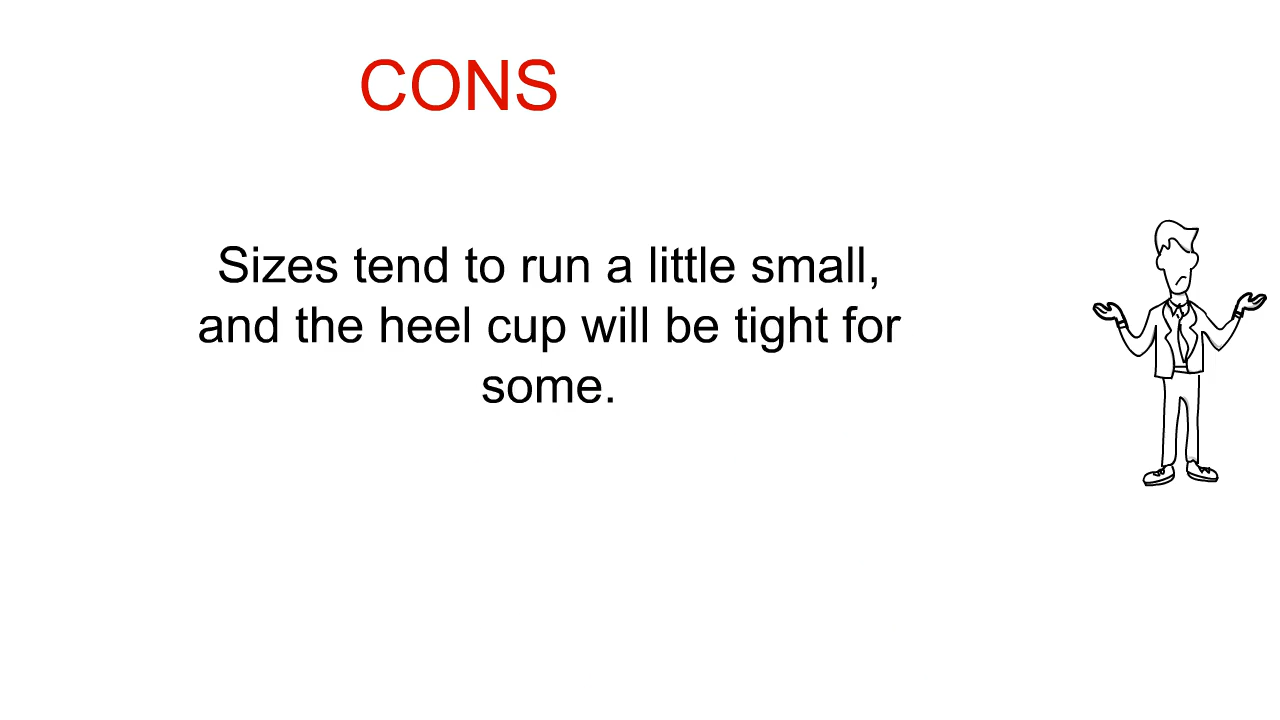 CONS
Sizes tend to run a little small,
and the heel cup will be tight for
some.